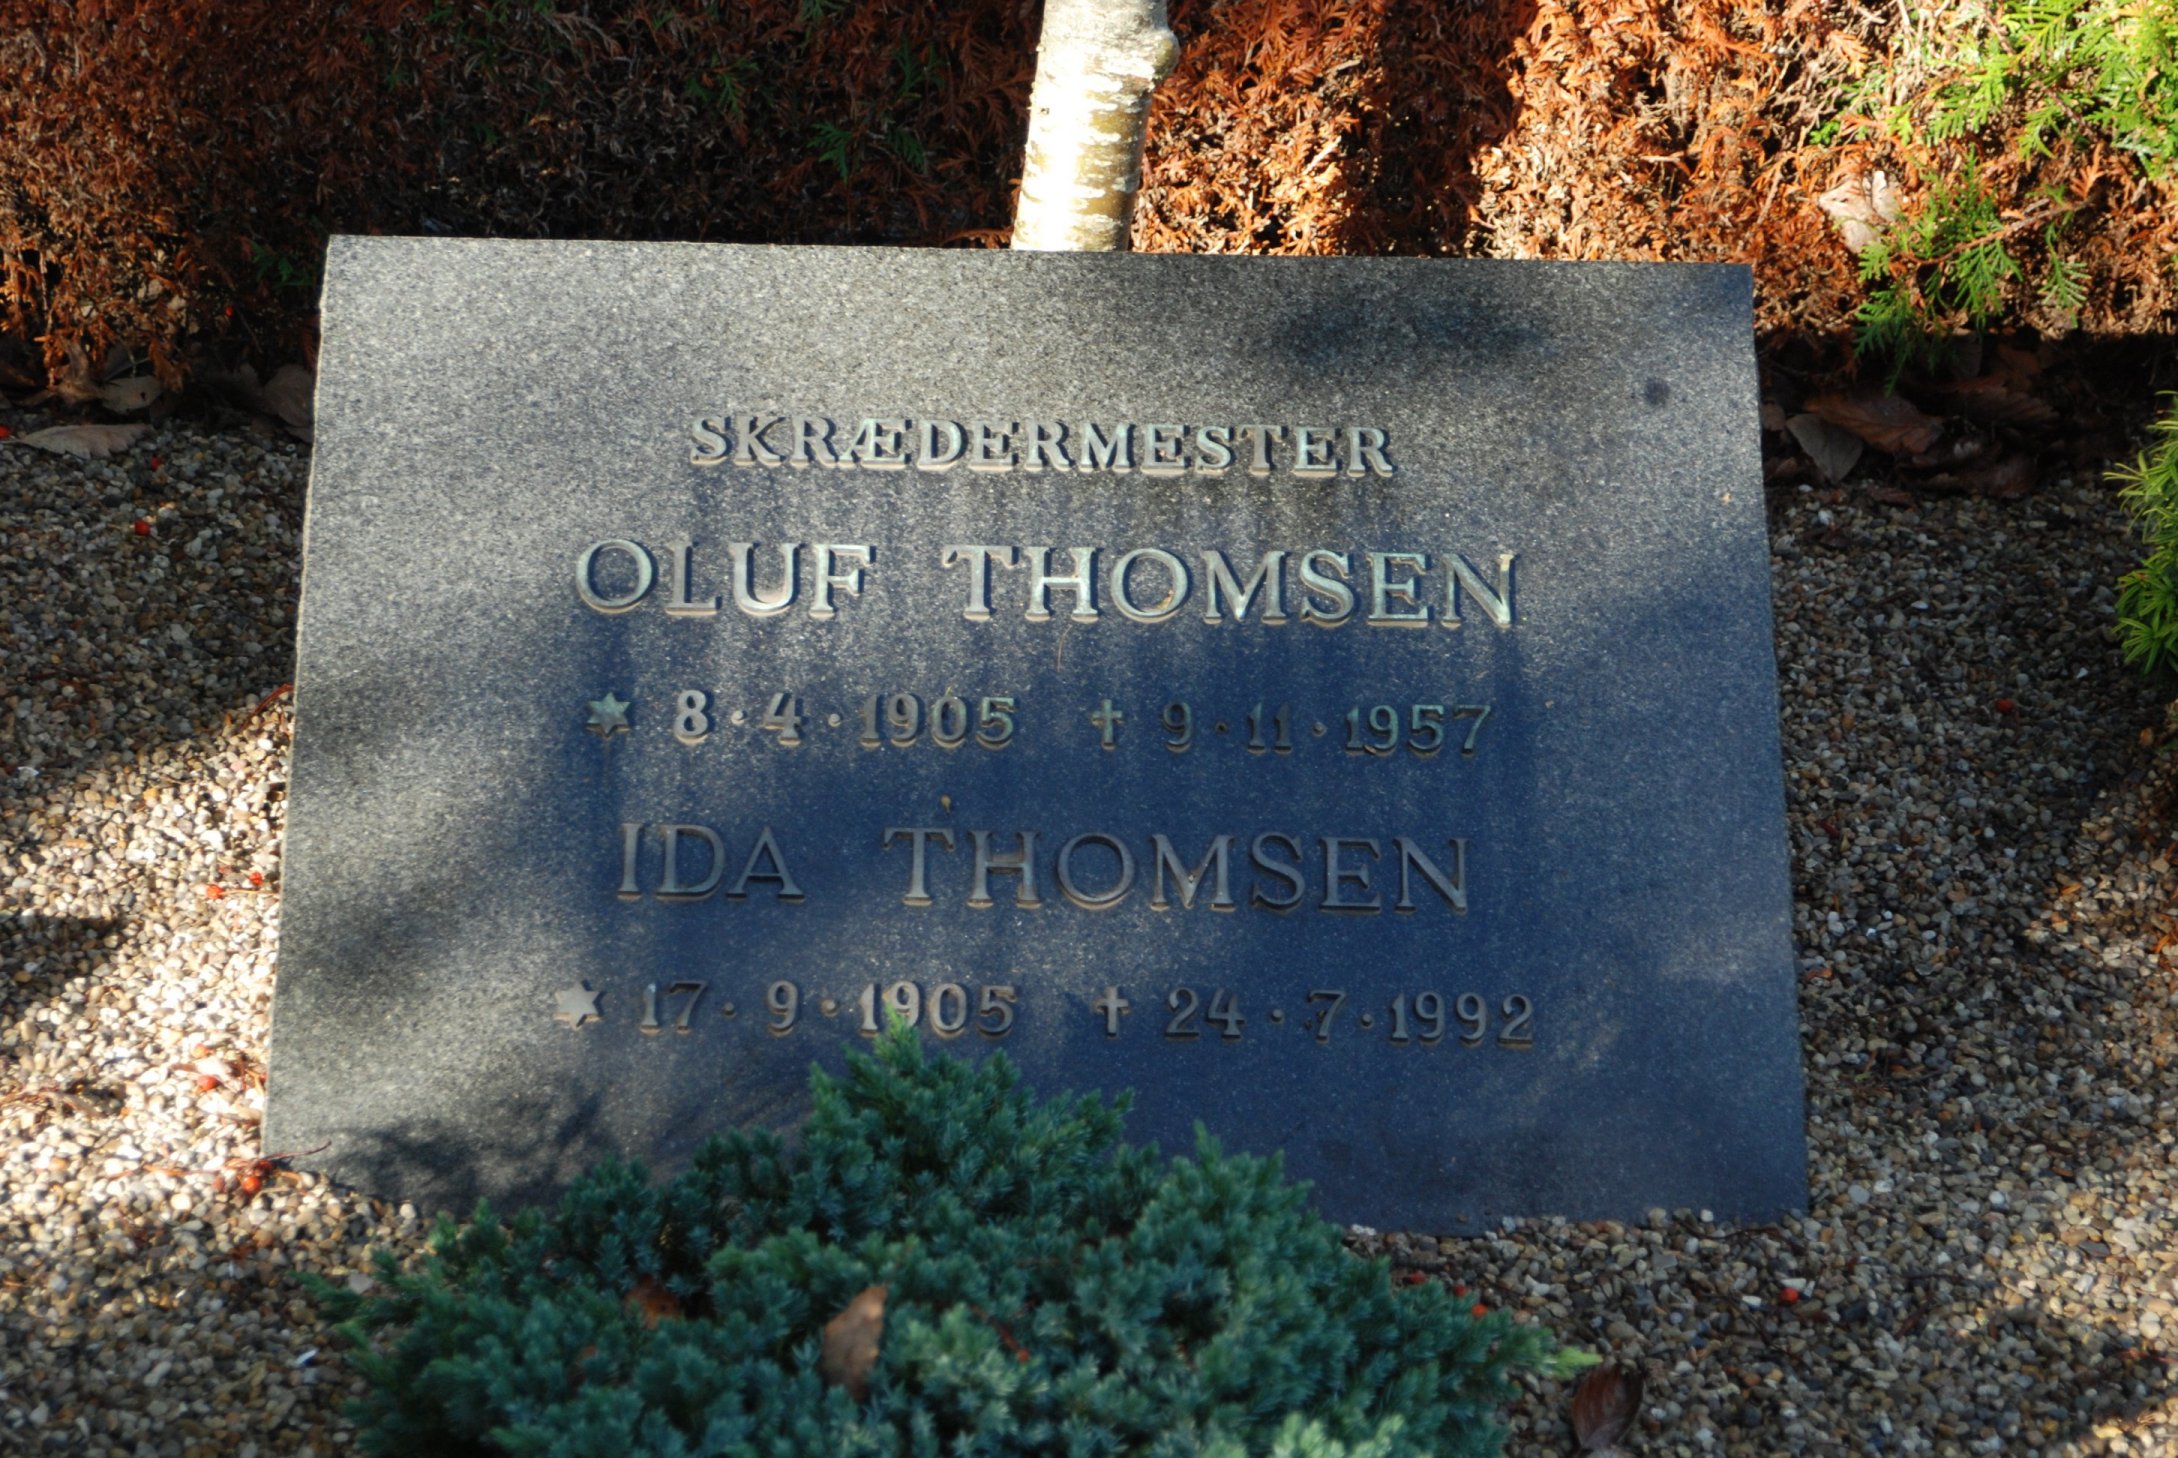 SKRÆDERMESTER
OLUF THOMSEN
* 8·4·1905 † 9·11·1957
IDA THOMSEN
* 17·9·1905 † 24·7·1992